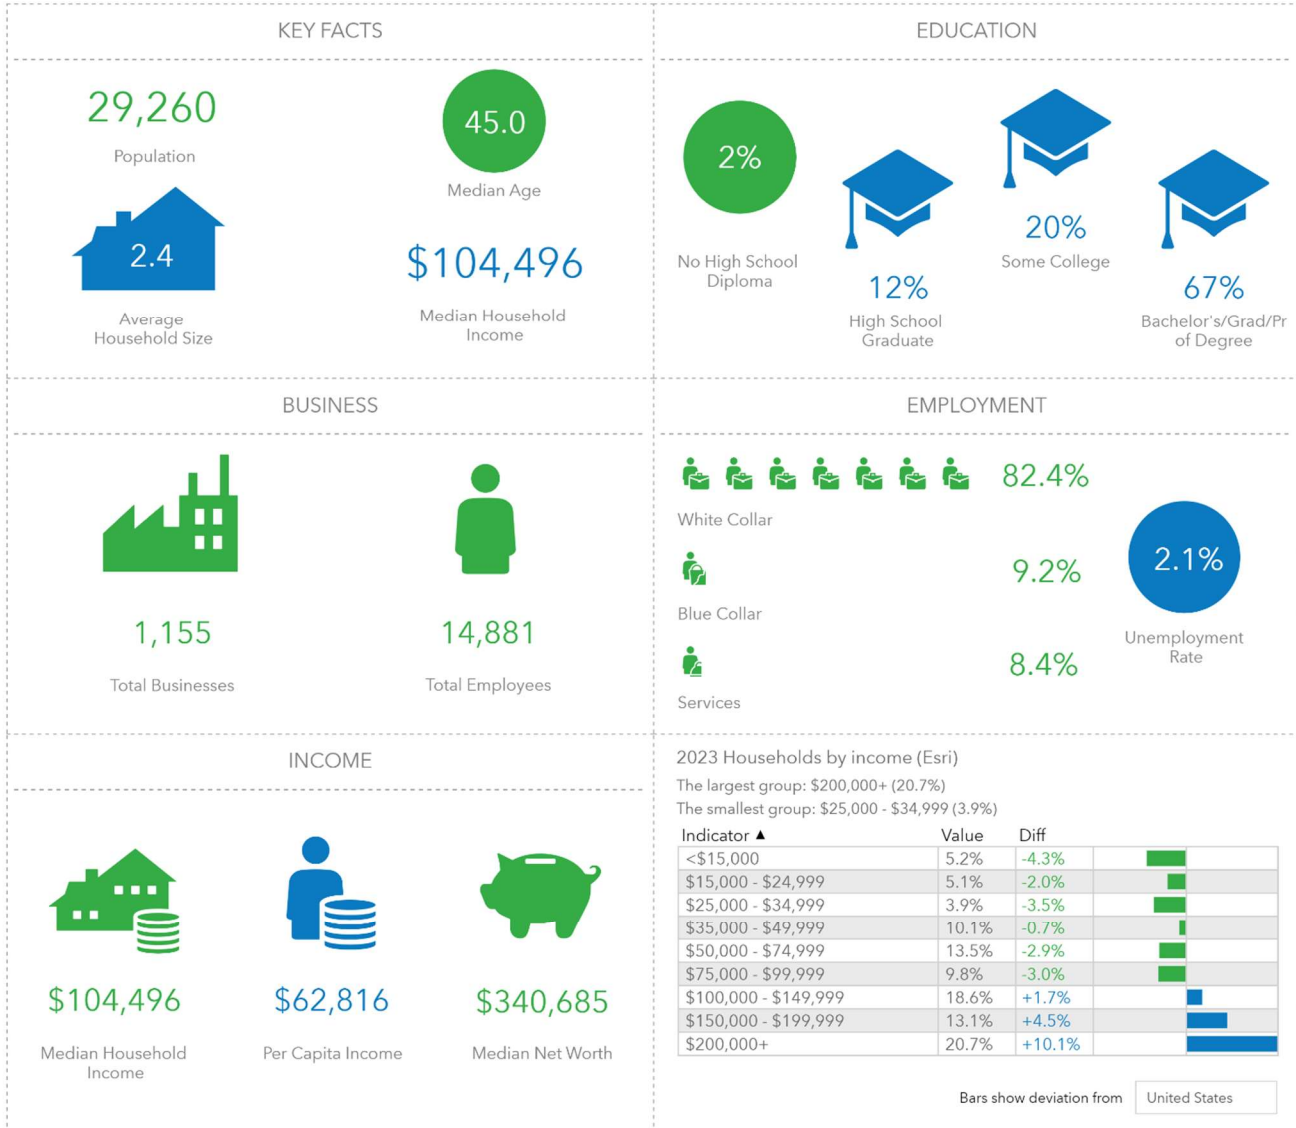 KEY FACTS
29,260
Population
45.0
Median Age
2.4
Average
Household Size
$104,496
Median Household
Income
EDUCATION
2%
No High School
Diploma
12%
High School
Graduate
20%
Some College
67%
Bachelor's/Grad/Pr
of Degree
BUSINESS
1,155
Total Businesses
14,881
Total Employees
EMPLOYMENT
82.4%
White Collar
9.2%
Blue Collar
8.4%
Services
2.1%
Unemployment
Rate
INCOME
$104,496
Median Household
Income
$62,816
Per Capita Income
$340,685
Median Net Worth
2023 Households by income (Esri)
The largest group: $200,000+ (20.7%)
The smallest group: $25,000 - $34,999 (3.9%)
Indicator ▲ Value Diff
<$15,000 5.2% -4.3%
$15,000 - $24,999 5.1% -2.0%
$25,000 - $34,999 3.9% -3.5%
$35,000 - $49,999 10.1% -0.7%
$50,000 - $74,999 13.5% -2.9%
$75,000 - $99,999 9.8% -3.0%
$100,000 - $149,999 18.6% +1.7%
$150,000 - $199,999 13.1% +4.5%
$200,000+ 20.7% +10.1%
Bars show deviation from United States